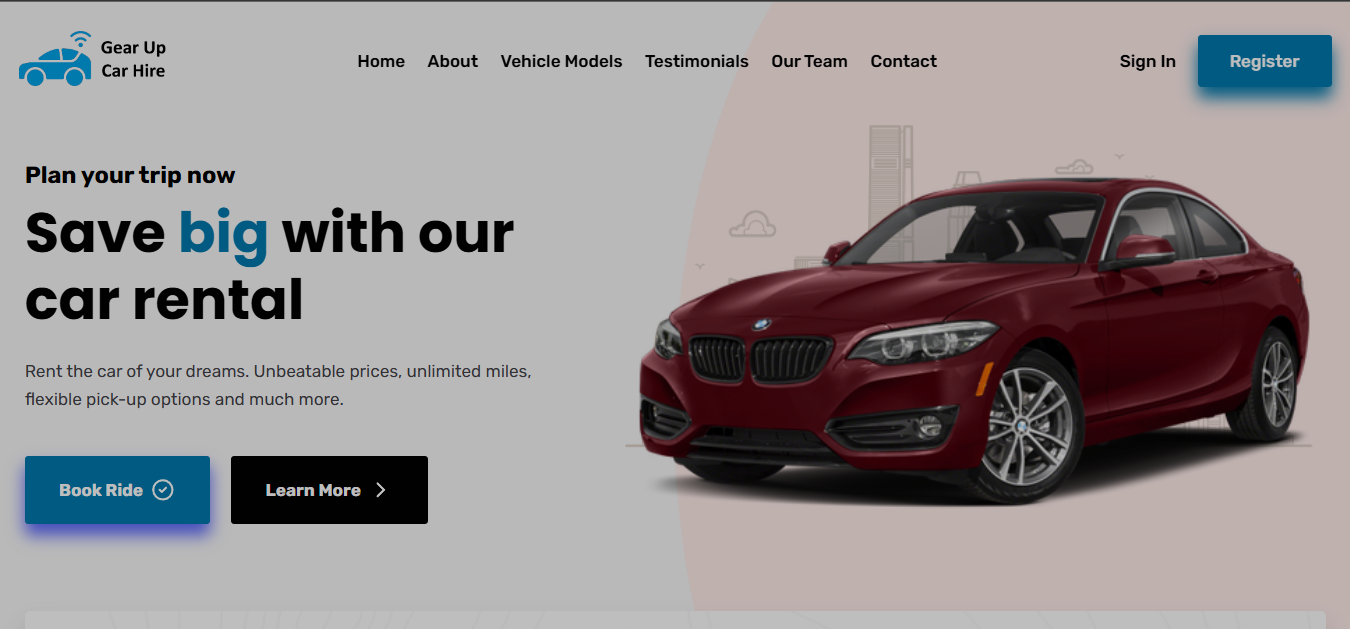 Gear Up
Car Hire
Home About Vehicle Models Testimonials Our Team Contact
Sign In Register
Plan your trip now
Save big with our
car rental
Rent the car of your dreams. Unbeatable prices, unlimited miles,
flexible pick-up options and much more.
Book Ride Learn More